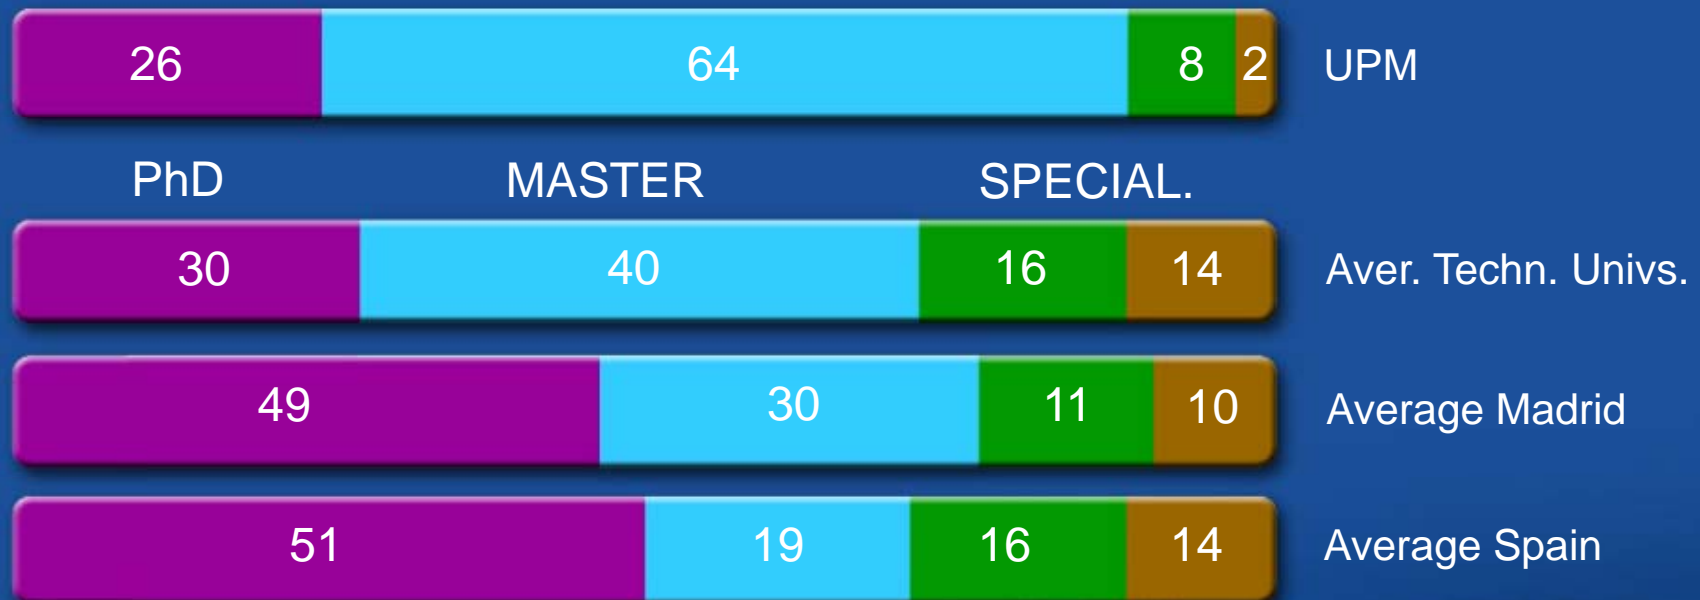 26 64 8 2 UPM
PhD MASTER SPECIAL.
30 40 16 14 Aver. Techn. Univs.
49 30 11 10 Average Madrid
51 19 16 14 Average Spain